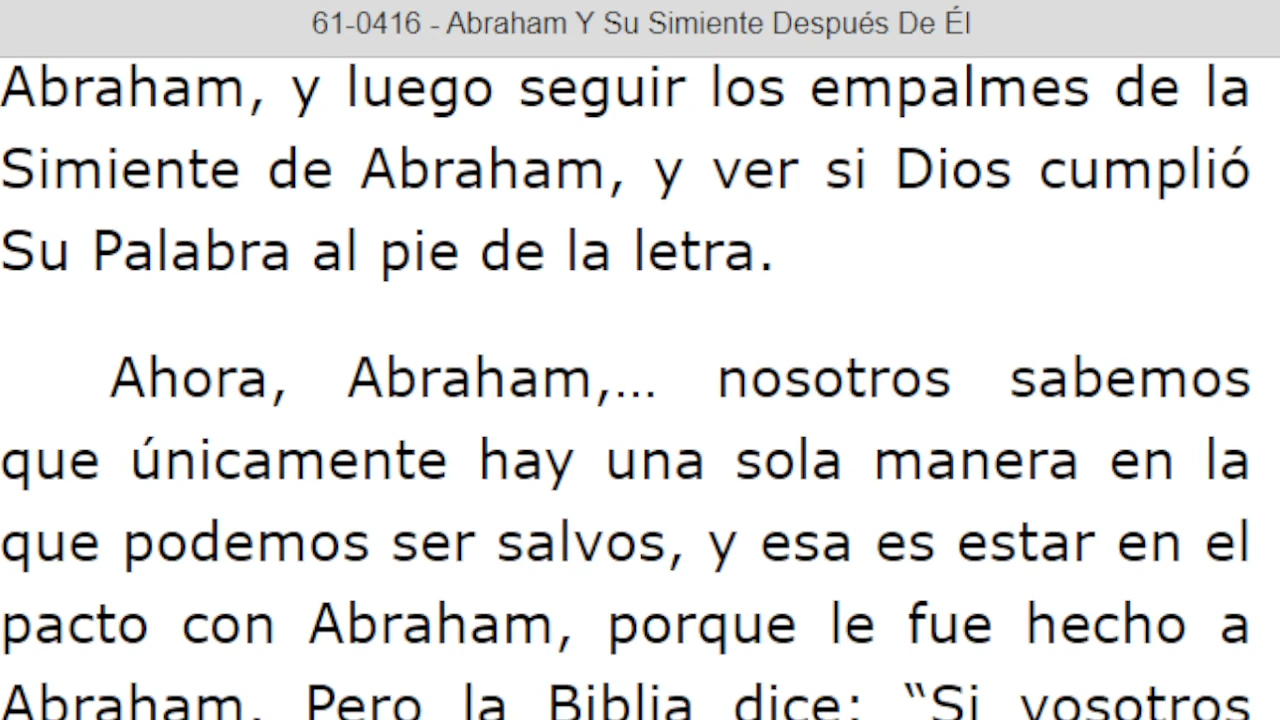 61-0416 - Abraham Y Su Simiente Después De Él
Abraham, y luego seguir los empalmes de la
Simiente de Abraham, y ver si Dios cumplió
Su Palabra al pie de la letra.
Ahora, Abraham,... nosotros sabemos
que únicamente hay una sola manera en la
que podemos ser salvos, y esa es estar en el
pacto con Abraham, porque le fue hecho a
Abraham. Pero la Biblia dice: “Si vosotros